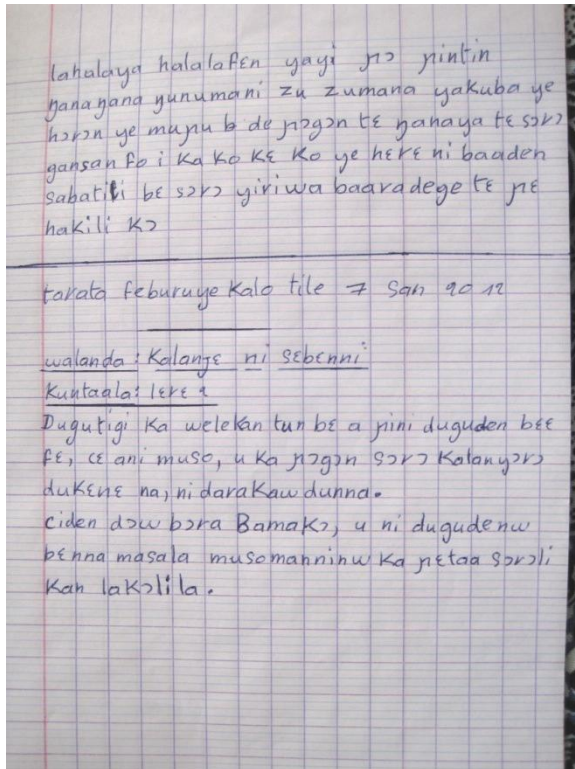 lahalaya halalafɛn yayi ɲɔ ɲintin
ŋanaŋana ŋunumani zu zumana yakuba ye
hɔrɔn ye muɲu b de ɲɔgɔn tɛ ŋanaya tɛ sɔrɔ
gansan fo i ka ko kɛ ko ye hɛrɛ ni baaden
sabatili bɛ sɔrɔ yiriwa baaradege tɛ ɲɛ
hakili kɔ
tarata feburuye kalo tile 7 san 2012
walanda : kalanjɛ ni sɛbɛnni
kuntaala : lɛrɛ 1
Dugutigi ka welekan tun bɛ a ɲini duguden bɛɛ
fɛ, cɛ ani muso, u ka ɲɔgɔn sɔrɔ kalanyɔrɔ
dukɛnɛ na, ni darakaw dunna.
ciden dɔw bɔra Bamakɔ, u ni dugudenw
bɛnna masala musomanninw ka ɲɛtaa sɔrɔli
kan lakɔlila.